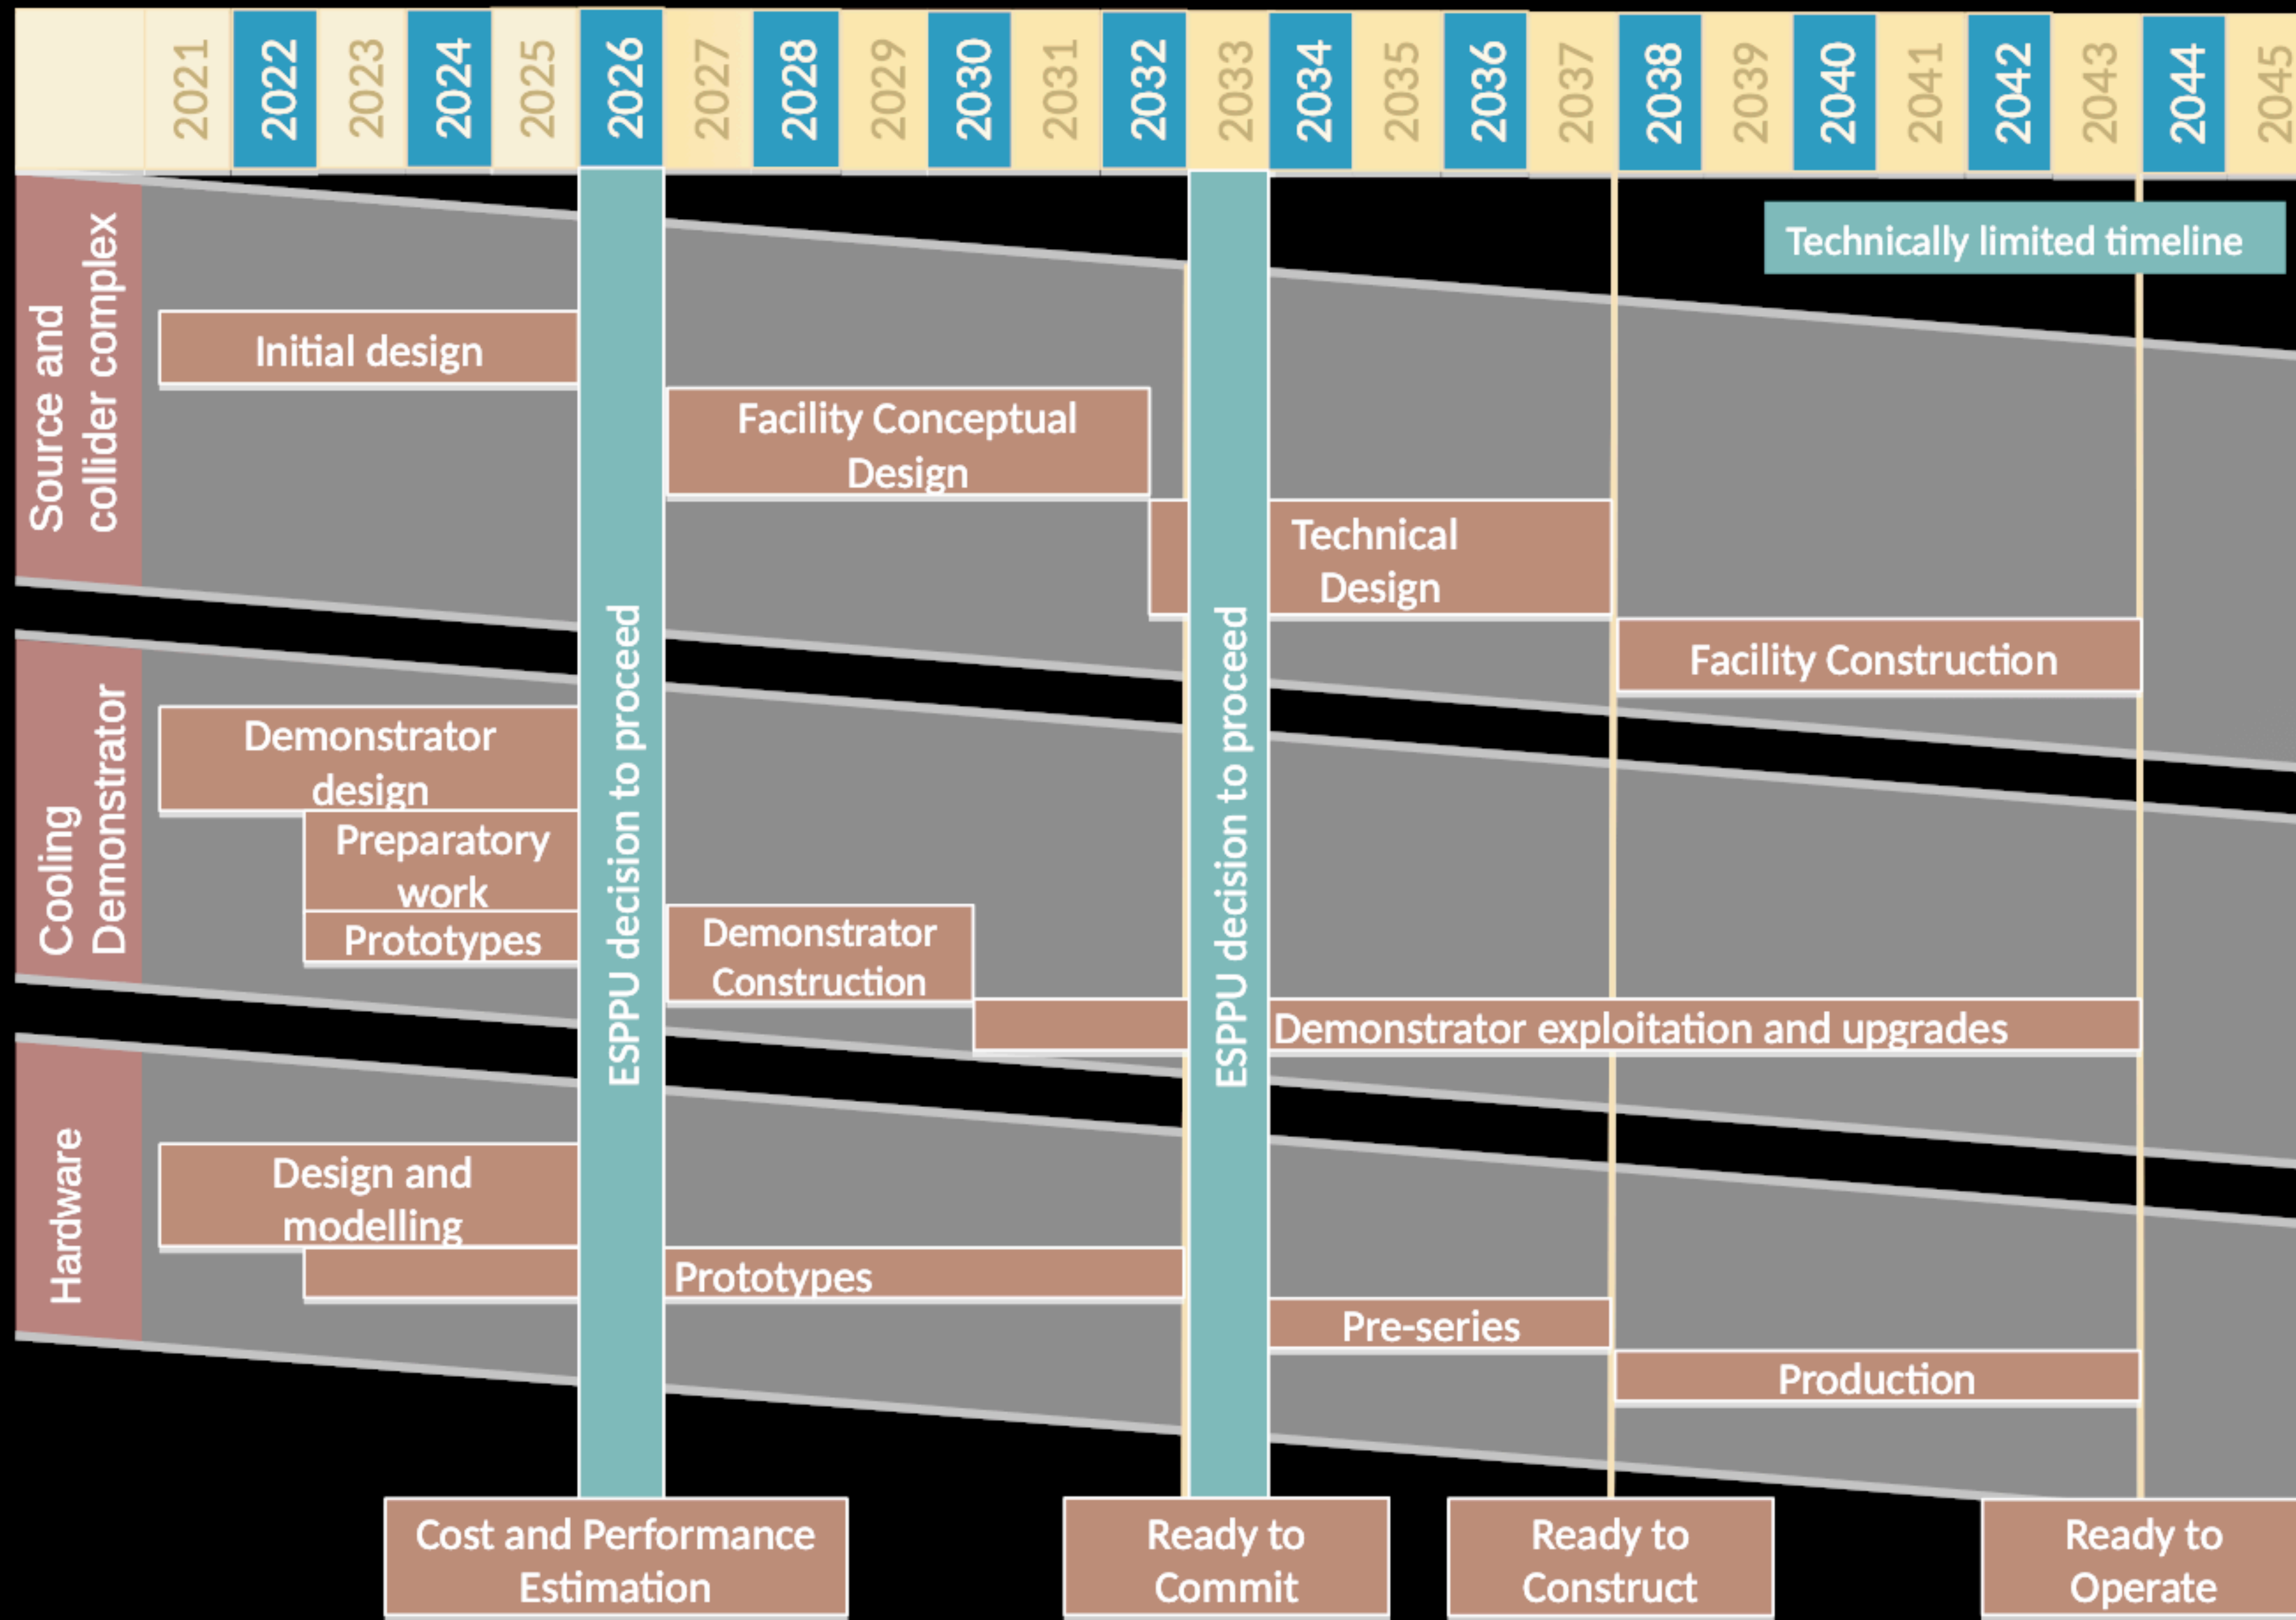 2021
2022
2023
2024
2025
2026
2027
2028
2029
2030
2031
2032
2033
2034
2035
2036
2037
2038
2039
2040
2041
2042
2043
2044
2045
Technically limited timeline
Source and
collider complex
Initial design
Facility Conceptual
Design
Technical
Design
Facility Construction
ESPPU decision to proceed
ESPPU decision to proceed
Cooling
Demonstrator
Demonstrator
design
Preparatory
work
Prototypes
Demonstrator
Construction
Demonstrator exploitation and upgrades
Hardware
Design and
modelling
Prototypes
Pre-series
Production
Cost and Performance
Estimation
Ready to
Commit
Ready to
Construct
Ready to
Operate